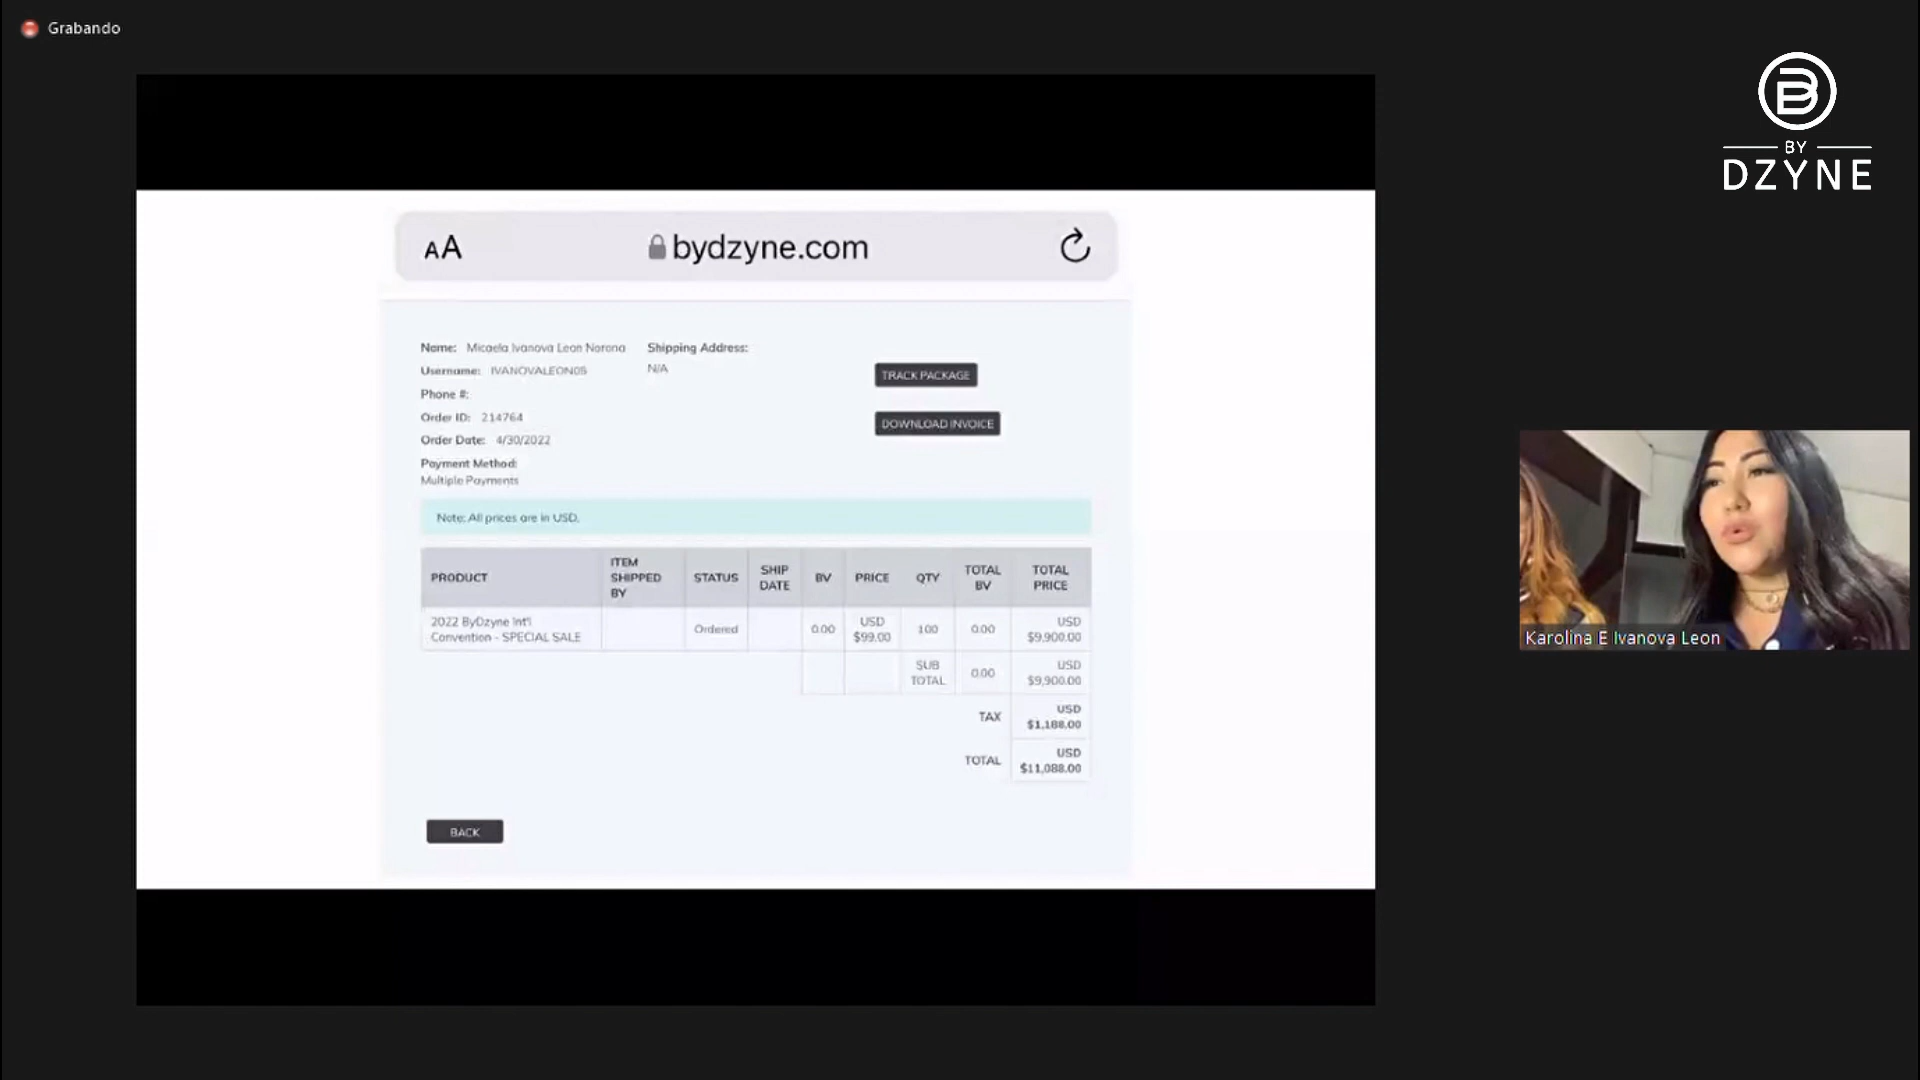 Grabando
BY
DZYNE
AA
bydzyne.com
Name: Micaela Ivanova Leon Norona
Shipping Address:
N/A
Username: IVANOVALEON05
Phone #:
Order ID: 214764
Order Date: 4/30/2022
Payment Method:
Multiple Payments
TRACK PACKAGE
DOWNLOAD INVOICE
Note: All prices are in USD.
PRODUCT
ITEM
SHIPPED
BY
STATUS
SHIP
DATE
BV
PRICE
QTY
TOTAL
BV
TOTAL
PRICE
2022 ByDzyne Int'l
Convention - SPECIAL SALE
Ordered
0.00
USD
$99.00
100
0.00
USD
$9,900.00
SUB
TOTAL
0.00
USD
$9,900.00
TAX
USD
$1,188.00
TOTAL
USD
$11,088.00
BACK
Karolina E Ivanova Leon